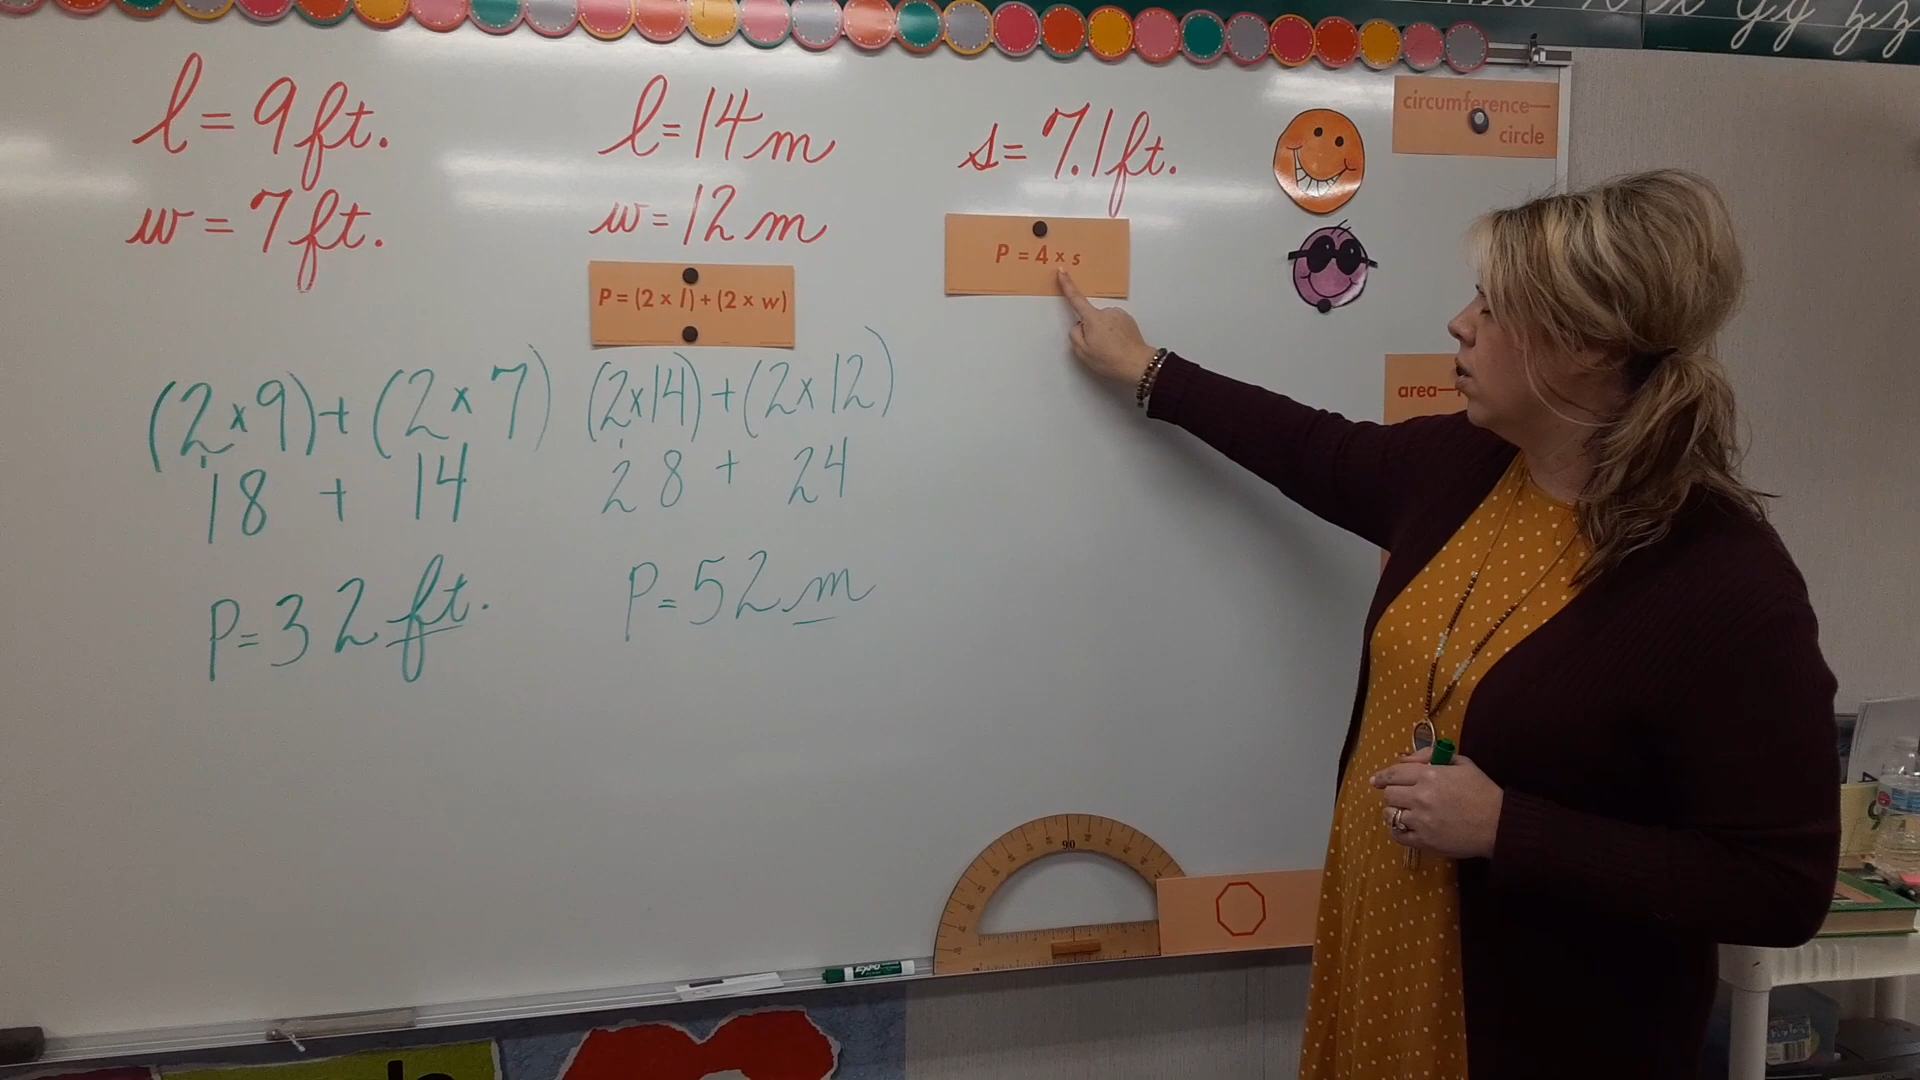 l = 9 ft.
w = 7 ft.
(2 × 9) + (2 × 7)
18 + 14
P = 32 ft.
l = 14 m
w = 12 m
P = (2 × l) + (2 × w)
(2×14) + (2×12)
28 + 24
P = 52 m
s = 7.1 ft.
P = 4 × s
circumference—
circle
area—
90
EXPO